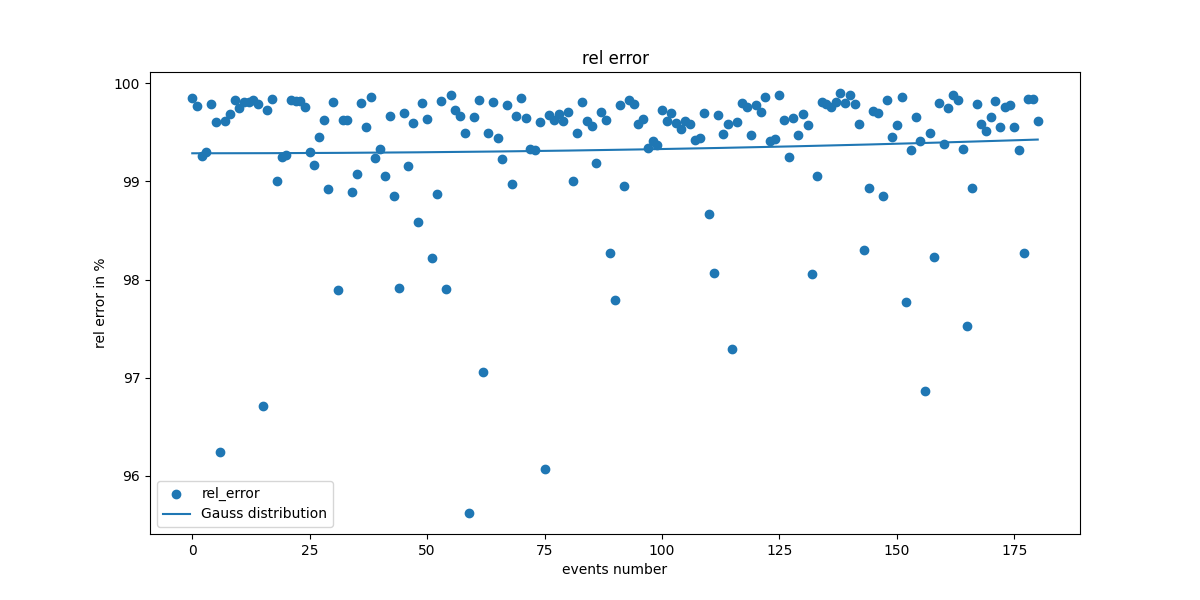 rel error
100
99
98
97
96
rel error in %
rel_error
Gauss distribution
0 25 50 75 100 125 150 175
events number